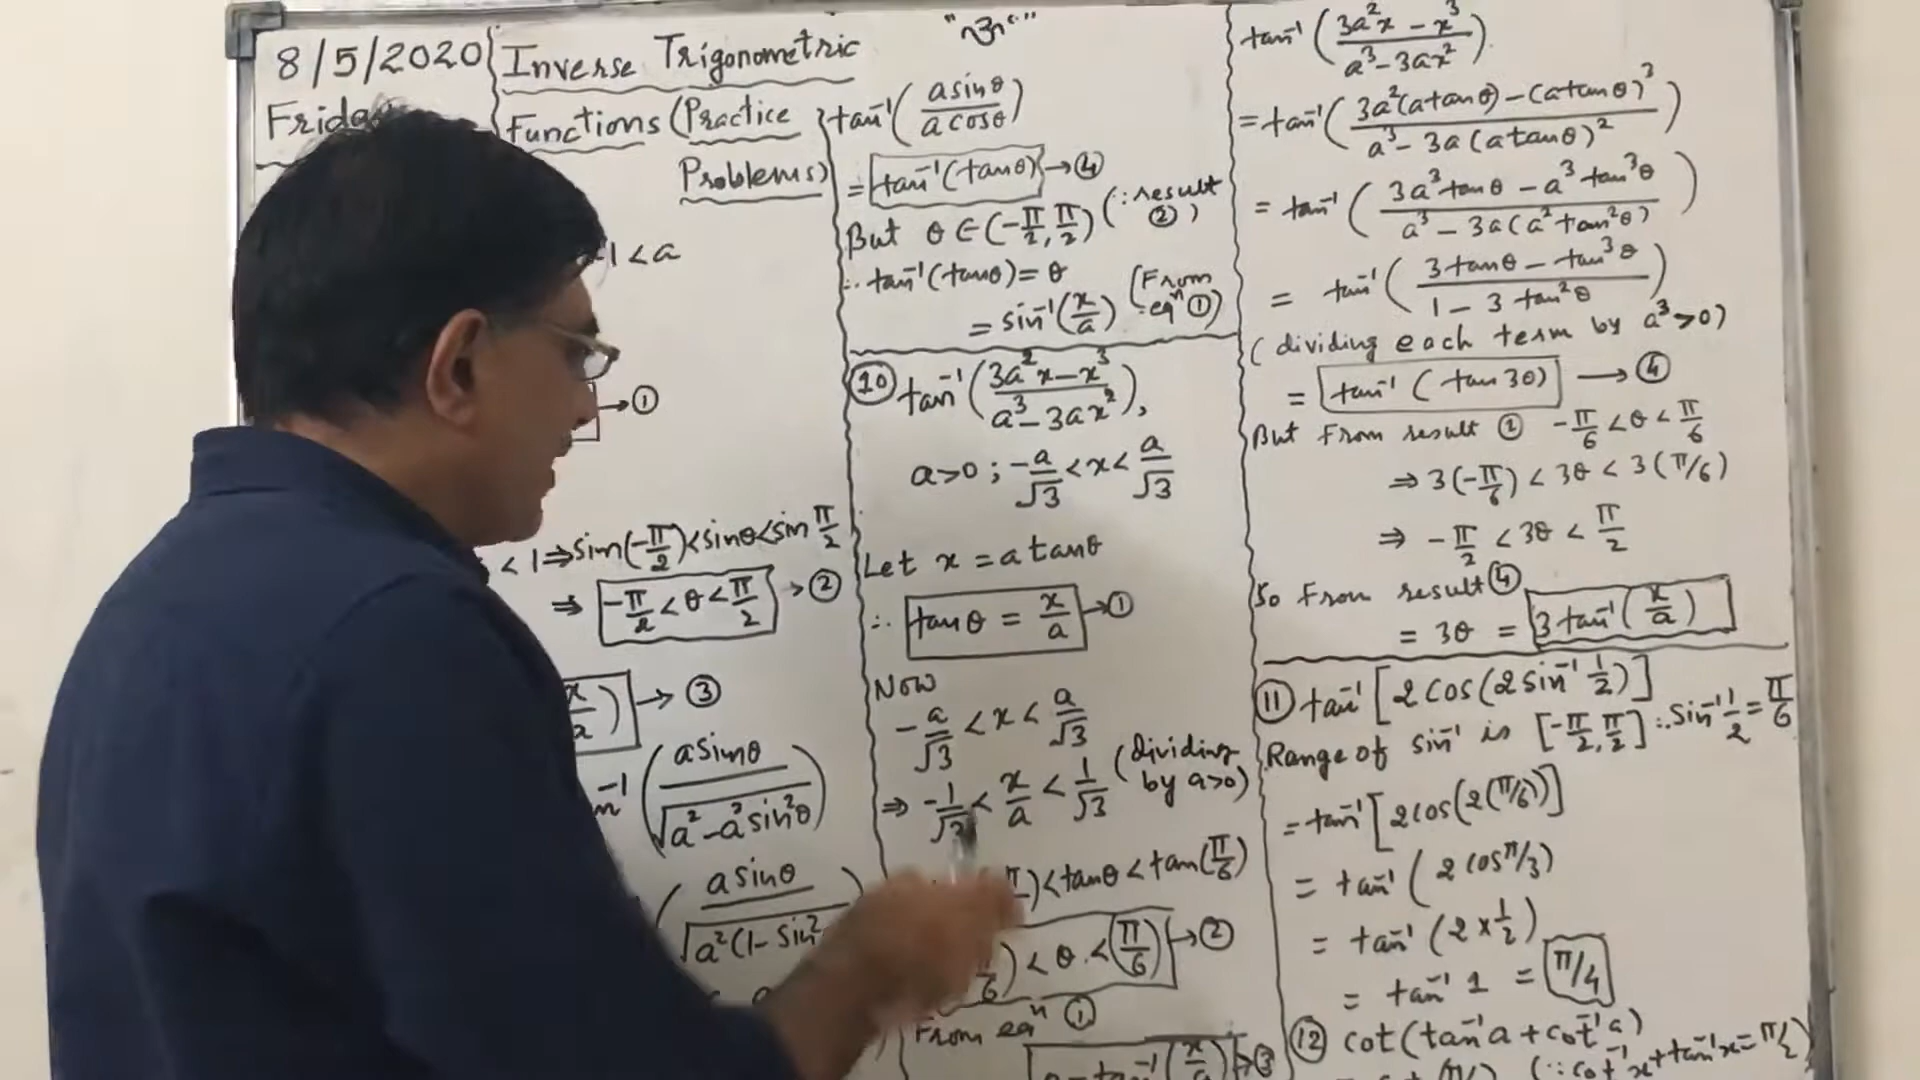 8/5/2020
Friday
Inverse Trigonometric
Functions (Practice
Problems)
-1 < a
→ ①
< 1 ⇒ sin(-π/2) < sinθ < sin π/2
⇒ -π/2 < θ < π/2 → ②
x/a) → ③
n⁻¹(a sinθ / √(a² - a² sin²θ))
(a sinθ / √(a²(1 - sin²
"ॐ"
tan⁻¹(a sinθ / a cosθ)
= tan⁻¹(tanθ) → ④
But θ ∈ (-π/2, π/2) (∵ result ②)
∴ tan⁻¹(tanθ) = θ
= sin⁻¹(x/a) (From eqⁿ ①)
⑩ tan⁻¹((3a²x - x³)/(a³ - 3ax²)),
a>0 ; -a/√3 < x < a/√3
Let x = a tanθ
∴ tanθ = x/a → ①
Now
-a/√3 < x < a/√3
⇒ -1/√3 < x/a < 1/√3 (dividing by a>0)
) < tanθ < tan(π/6)
π/6) < θ < (π/6) → ②
From eqⁿ ①
θ = tan⁻¹(x/a) → ③
tan⁻¹((3a²x - x³)/(a³ - 3ax²))
= tan⁻¹((3a²(a tanθ) - (a tanθ)³)/(a³ - 3a(a tanθ)²))
= tan⁻¹((3a³ tanθ - a³ tan³θ)/(a³ - 3a(a² tan²θ)))
= tan⁻¹((3 tanθ - tan³θ)/(1 - 3 tan²θ))
(dividing each term by a³>0)
= tan⁻¹(tan 3θ) → ④
But from result ② -π/6 < θ < π/6
⇒ 3(-π/6) < 3θ < 3(π/6)
⇒ -π/2 < 3θ < π/2
So from result ④
= 3θ = 3 tan⁻¹(x/a)
⑪ tan⁻¹[2 cos(2 sin⁻¹ 1/2)]
Range of sin⁻¹ is [-π/2, π/2] ∴ sin⁻¹ 1/2 = π/6
= tan⁻¹[2 cos(2(π/6))]
= tan⁻¹(2 cos π/3)
= tan⁻¹(2 × 1/2)
= tan⁻¹ 1 = π/4
⑫ cot(tan⁻¹ a + cot⁻¹ a)
(∵ cot⁻¹x + tan⁻¹x = π/2)